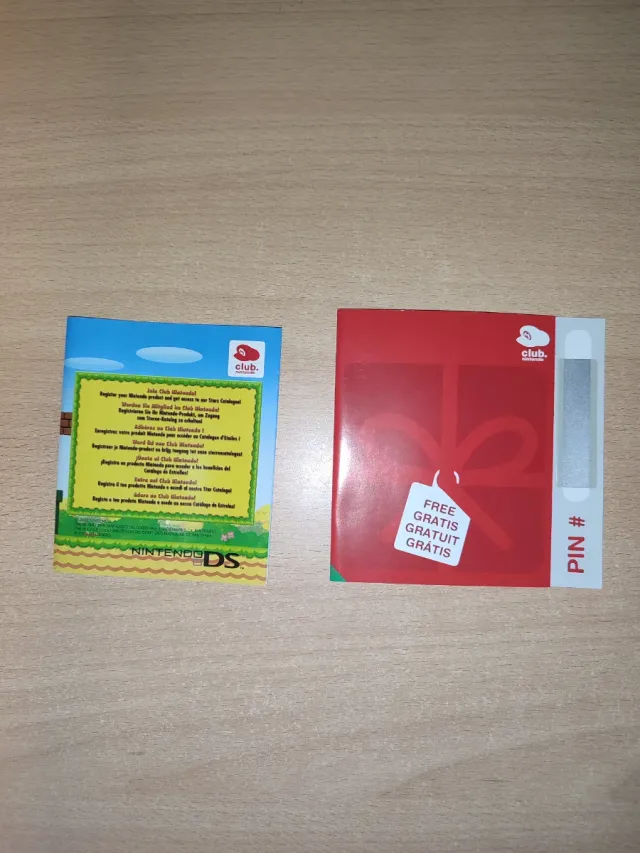 club.
nintendo
Join Club Nintendo!
Register your Nintendo product and get access to our Stars Catalogue!
Werden Sie Mitglied im Club Nintendo!
Registrieren Sie Ihr Nintendo-Produkt, um Zugang
zum Sterne-Katalog zu erhalten!
Adhérez au Club Nintendo !
Enregistrez votre produit Nintendo pour accéder au Catalogue d'Etoiles !
Word lid van Club Nintendo!
Registreer je Nintendo-product en krijg toegang tot onze sterrencatalogus!
¡Únete al Club Nintendo!
¡Registra un producto Nintendo para acceder a los beneficios del
Catálogo de Estrellas!
Entra nel Club Nintendo!
Registra il tuo prodotto Nintendo e accedi al nostro Star Catalogue!
Adere ao Club Nintendo!
Regista o teu produto Nintendo e acede ao nosso Catálogo de Estrelas!
NINTENDO DS™
club.
nintendo
FREE
GRATIS
GRATUIT
GRÁTIS
PIN #